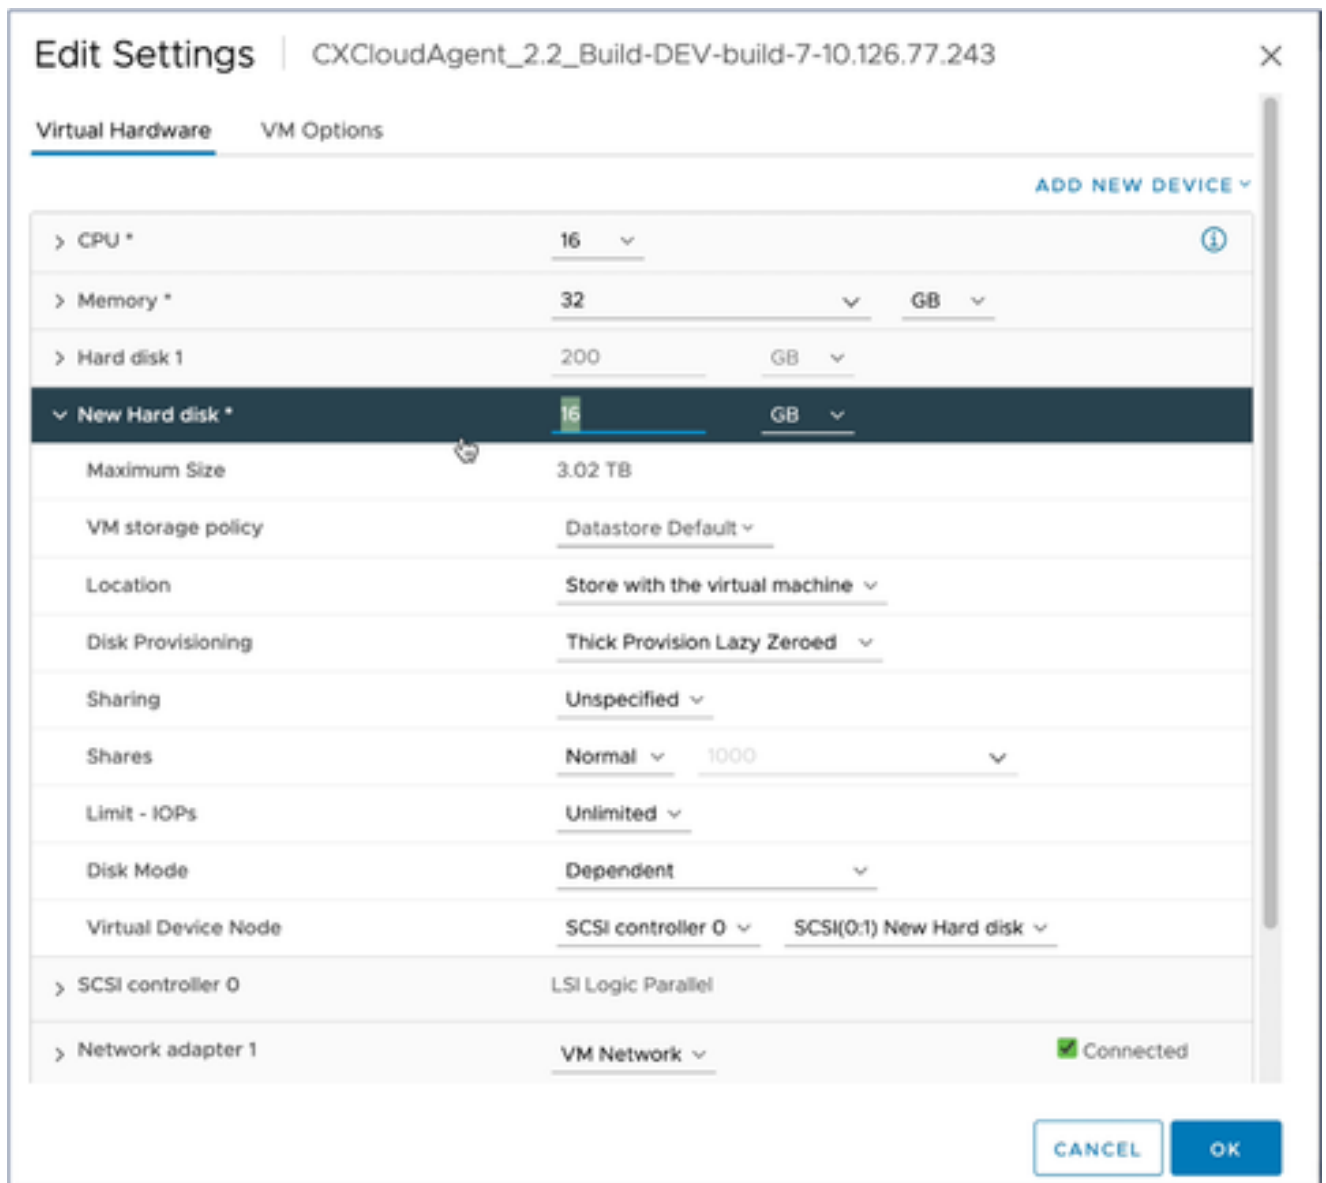 Edit Settings CXCloudAgent_2.2_Build-DEV-build-7-10.126.77.243
Virtual Hardware VM Options
ADD NEW DEVICE
CPU * 16
Memory * 32 GB
Hard disk 1 200 GB
New Hard disk * 16 GB
Maximum Size 3.02 TB
VM storage policy Datastore Default
Location Store with the virtual machine
Disk Provisioning Thick Provision Lazy Zeroed
Sharing Unspecified
Shares Normal 1000
Limit - IOPs Unlimited
Disk Mode Dependent
Virtual Device Node SCSI controller 0 SCSI(0:1) New Hard disk
SCSI controller 0 LSI Logic Parallel
Network adapter 1 VM Network Connected
CANCEL OK